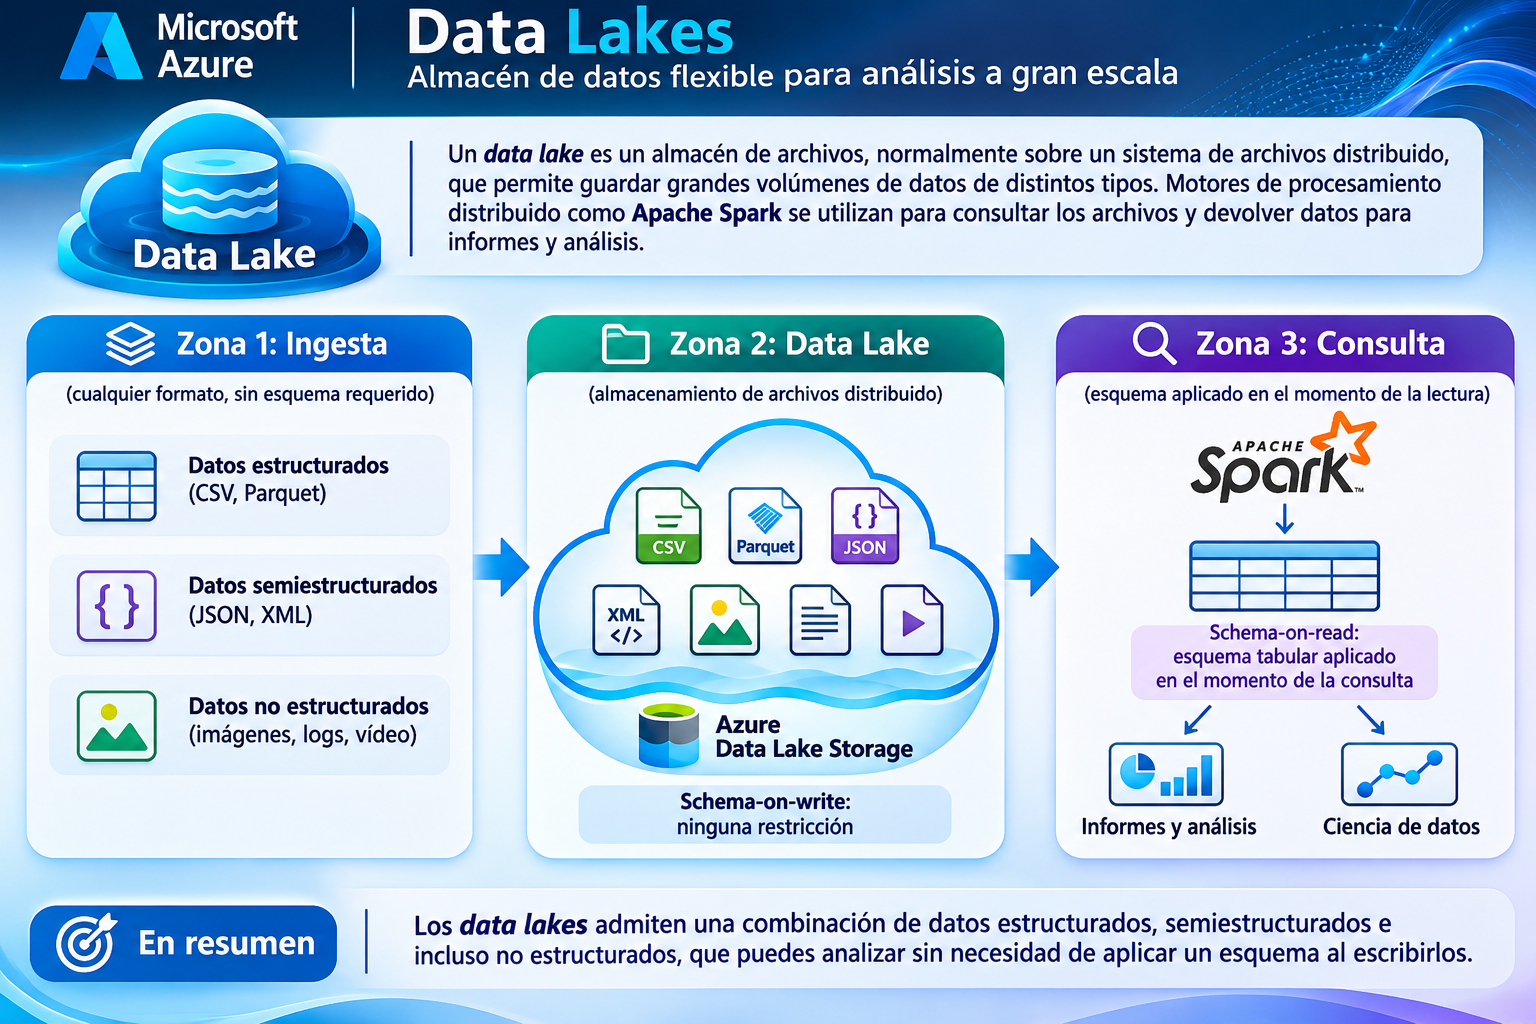 Microsoft
Azure
Data Lakes
Almacén de datos flexible para análisis a gran escala
Data Lake
Un data lake es un almacén de archivos, normalmente sobre un sistema de archivos distribuido,
que permite guardar grandes volúmenes de datos de distintos tipos. Motores de procesamiento
distribuido como Apache Spark se utilizan para consultar los archivos y devolver datos para
informes y análisis.
Zona 1: Ingesta
(cualquier formato, sin esquema requerido)
Datos estructurados
(CSV, Parquet)
{ }
Datos semiestructurados
(JSON, XML)
Datos no estructurados
(imágenes, logs, vídeo)
Zona 2: Data Lake
(almacenamiento de archivos distribuido)
CSV
Parquet
{ }
JSON
XML
</>
Azure
Data Lake Storage
Schema-on-write:
ninguna restricción
Zona 3: Consulta
(esquema aplicado en el momento de la lectura)
APACHE
Spark™
Schema-on-read:
esquema tabular aplicado
en el momento de la consulta
Informes y análisis
Ciencia de datos
En resumen
Los data lakes admiten una combinación de datos estructurados, semiestructurados e
incluso no estructurados, que puedes analizar sin necesidad de aplicar un esquema al escribirlos.